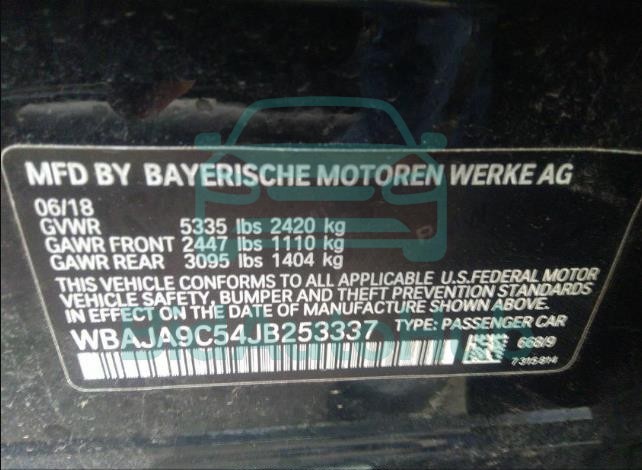 MFD BY BAYERISCHE MOTOREN WERKE AG
06/18
GVWR 5335 lbs 2420 kg
GAWR FRONT 2447 lbs 1110 kg
GAWR REAR 3095 lbs 1404 kg
THIS VEHICLE CONFORMS TO ALL APPLICABLE U.S.FEDERAL MOTOR
VEHICLE SAFETY, BUMPER AND THEFT PREVENTION STANDARDS
IN EFFECT ON THE DATE OF MANUFACTURE SHOWN ABOVE.
WBAJA9C54JB253337 TYPE: PASSENGER CAR
668/9